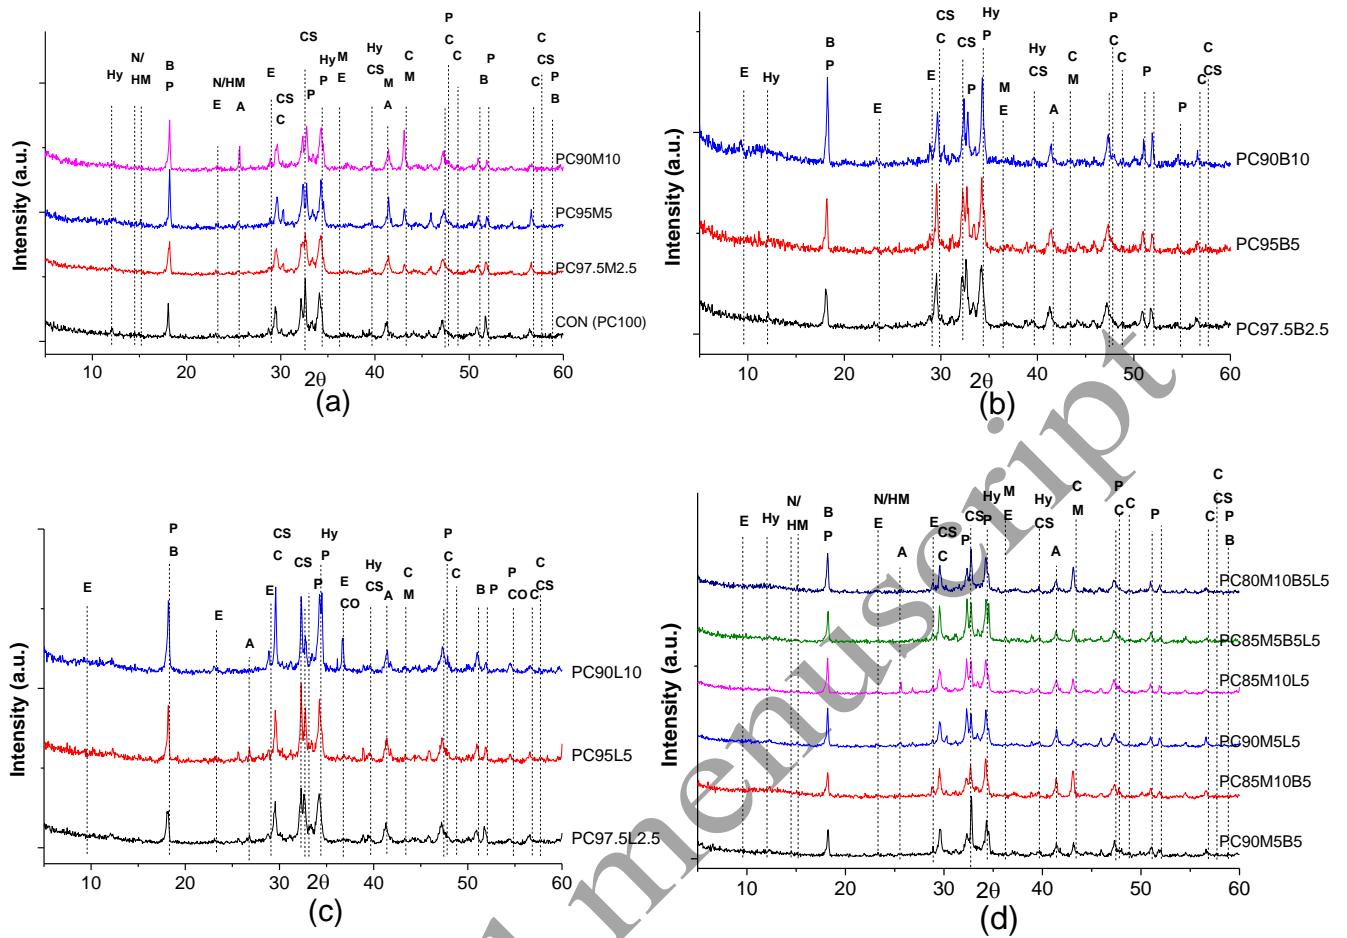 P
C CS
CS Hy M Hy C C CS
N/ HM
B P
N/HM
E
E CS C
P P
E
CS
M A
M
C
B
P
C
P B
Hy
A
PC90M10
PC95M5
PC97.5M2.5
CON (PC100)
Intensity (a.u.)
10 20 30 40 50 60
2θ
(a)
Hy P
CS C
CS
B P
P C
C CS
E Hy E E P
M E
Hy CS
A
C M
C P P C
PC90B10
PC95B5
PC97.5B2.5
Intensity (a.u.)
10 20 30 40 50 60
2θ
(b)
P B
CS C
CS
Hy P
P C
E E A E P
E CO
Hy CS
A
C M
C B P
P CO
C
C CS
PC90L10
PC95L5
PC97.5L2.5
Intensity (a.u.)
10 20 30 40 50 60
2θ
(c)
N/ HM
B P
N/HM
E
E CS C
P CS
Hy P
M E
Hy CS
C M
P C
C
P
C
C CS P B
E Hy A A
PC80M10B5L5
PC85M5B5L5
PC85M10L5
PC90M5L5
PC85M10B5
PC90M5B5
Intensity (a.u.)
10 20 30 40 50 60
2θ
(d)
menuscript